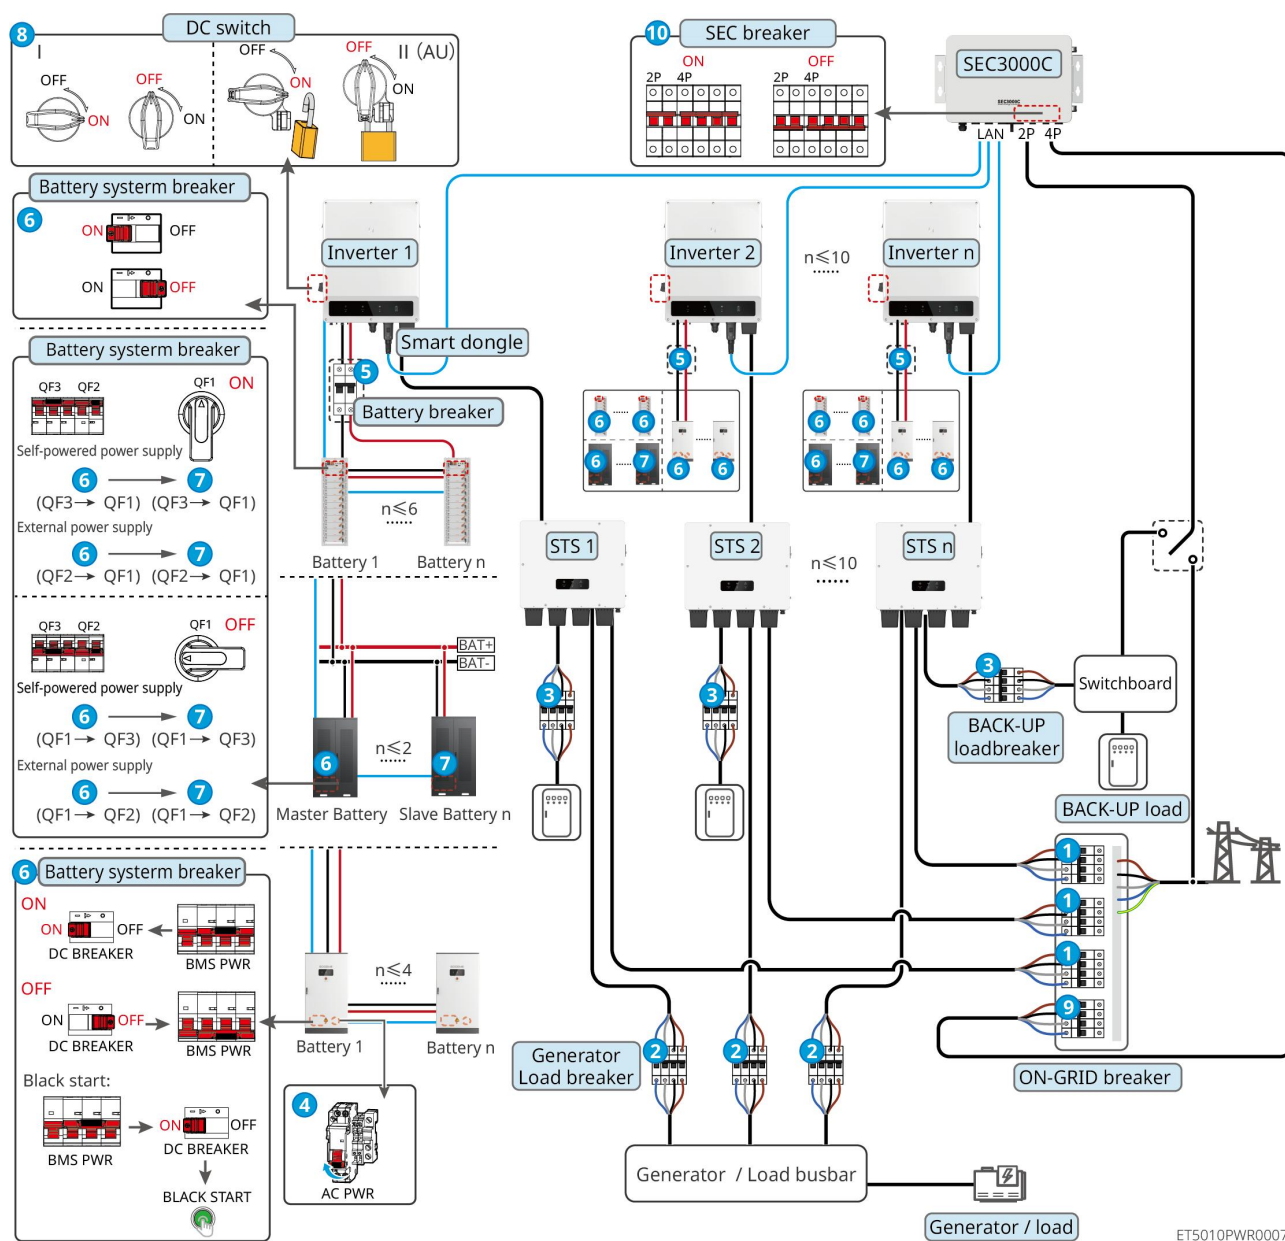 8
DC switch
I
OFF
ON
OFF
ON
OFF
ON
OFF
ON
II (AU)
10
SEC breaker
ON
2P 4P
OFF
2P 4P
SEC3000C
SEC3000C
LAN 2P 4P
Battery systerm breaker
6
ON OFF
ON OFF
Inverter 1
Inverter 2
n≤10
......
Inverter n
Smart dongle
5
Battery breaker
5
5
Battery systerm breaker
QF3 QF2
QF1 ON
Self-powered power supply
6 7
(QF3→ QF1) (QF3→ QF1)
External power supply
6 7
(QF2→ QF1) (QF2→ QF1)
n≤6
......
Battery 1 Battery n
6 ...... 6
6 ...... 7
6 ...... 6
6 ...... 6
6 ...... 7
6 ...... 6
STS 1
STS 2
n≤10
......
STS n
QF3 QF2
QF1 OFF
Self-powered power supply
6 7
(QF1→ QF3) (QF1→ QF3)
External power supply
6 7
(QF1→ QF2) (QF1→ QF2)
BAT+
BAT-
6
n≤2
......
7
Master Battery Slave Battery n
3
3
3
BACK-UP
loadbreaker
Switchboard
BACK-UP load
6
Battery systerm breaker
ON
ON OFF
DC BREAKER
BMS PWR
OFF
ON OFF
DC BREAKER
BMS PWR
Black start:
BMS PWR
ON OFF
DC BREAKER
BLACK START
n≤4
......
Battery 1
Battery n
4
AC PWR
1
1
1
9
ON-GRID breaker
Generator
Load breaker
2
2
2
Generator / Load busbar
Generator / load
ET5010PWR0007